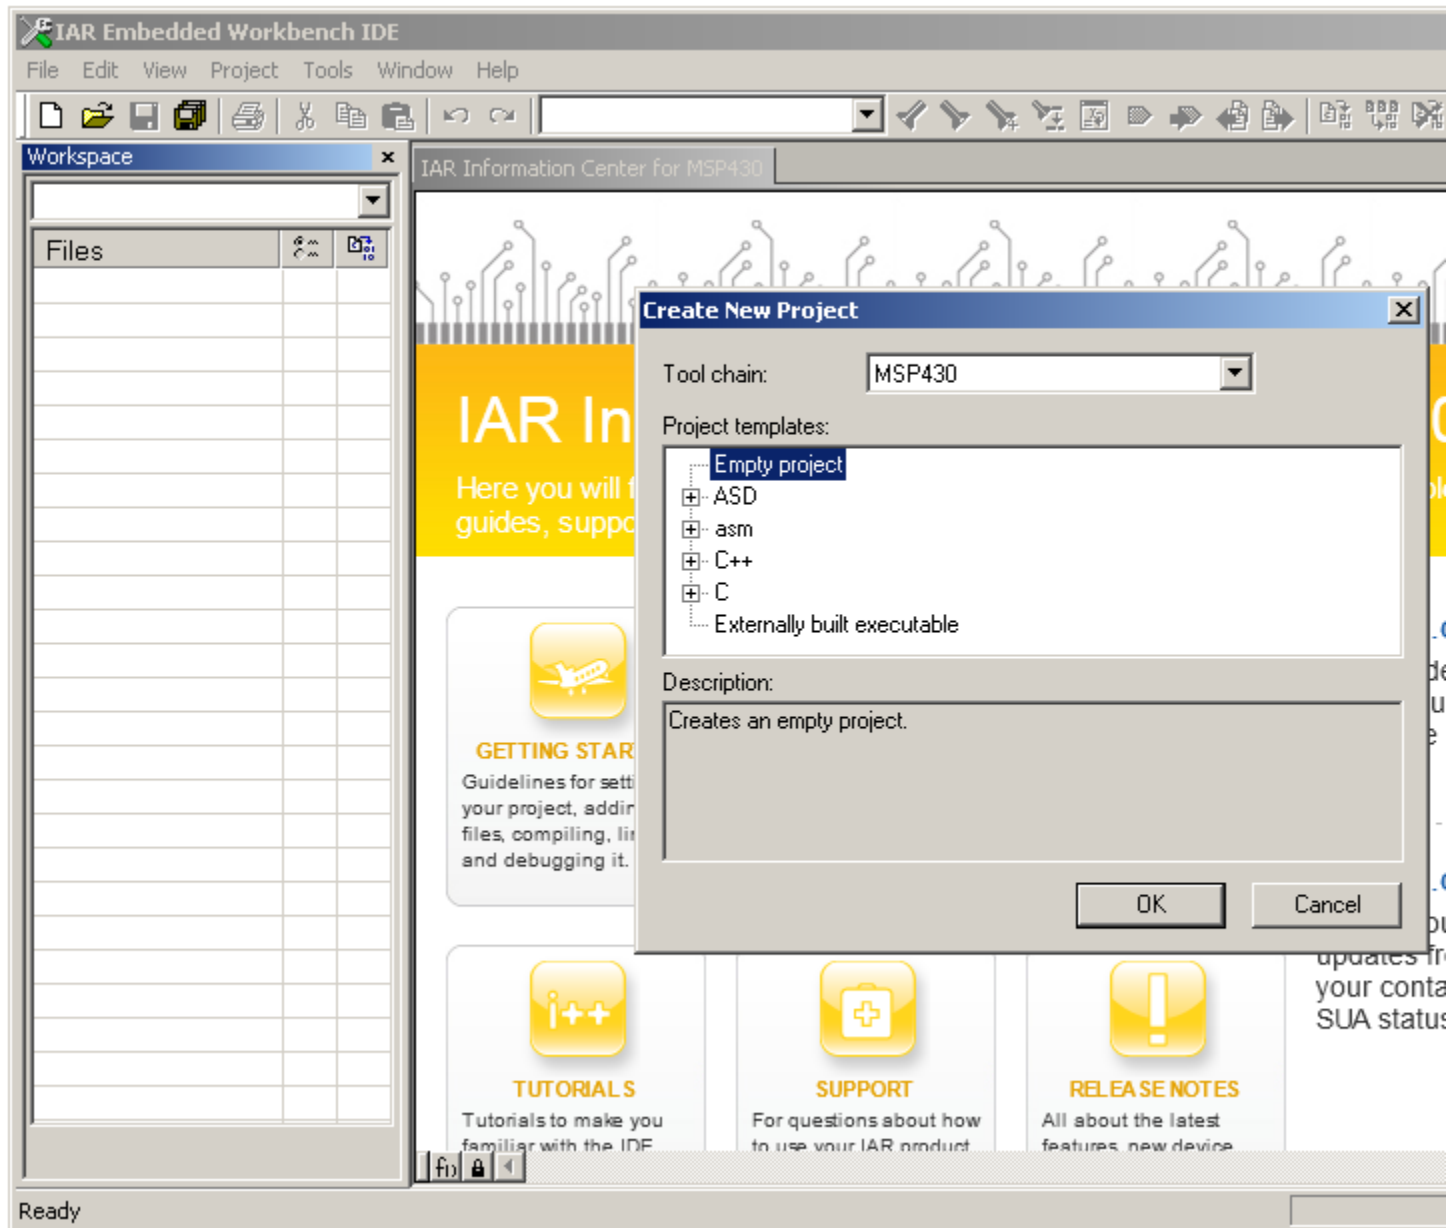 IAR Embedded Workbench IDE
File Edit View Project Tools Window Help
Workspace
IAR Information Center for MSP430
Files
Create New Project
Tool chain: MSP430
Project templates:
Empty project
ASD
asm
C++
C
Externally built executable
Description:
Creates an empty project.
OK Cancel
IAR In
Here you will f
guides, suppo
GETTING STAR
Guidelines for setti
your project, addin
files, compiling, lin
and debugging it.
i++
TUTORIALS
Tutorials to make you
familiar with the IDE
SUPPORT
For questions about how
to use your IAR product
RELEASE NOTES
All about the latest
features, new device
updates fr
your conta
SUA status
Ready